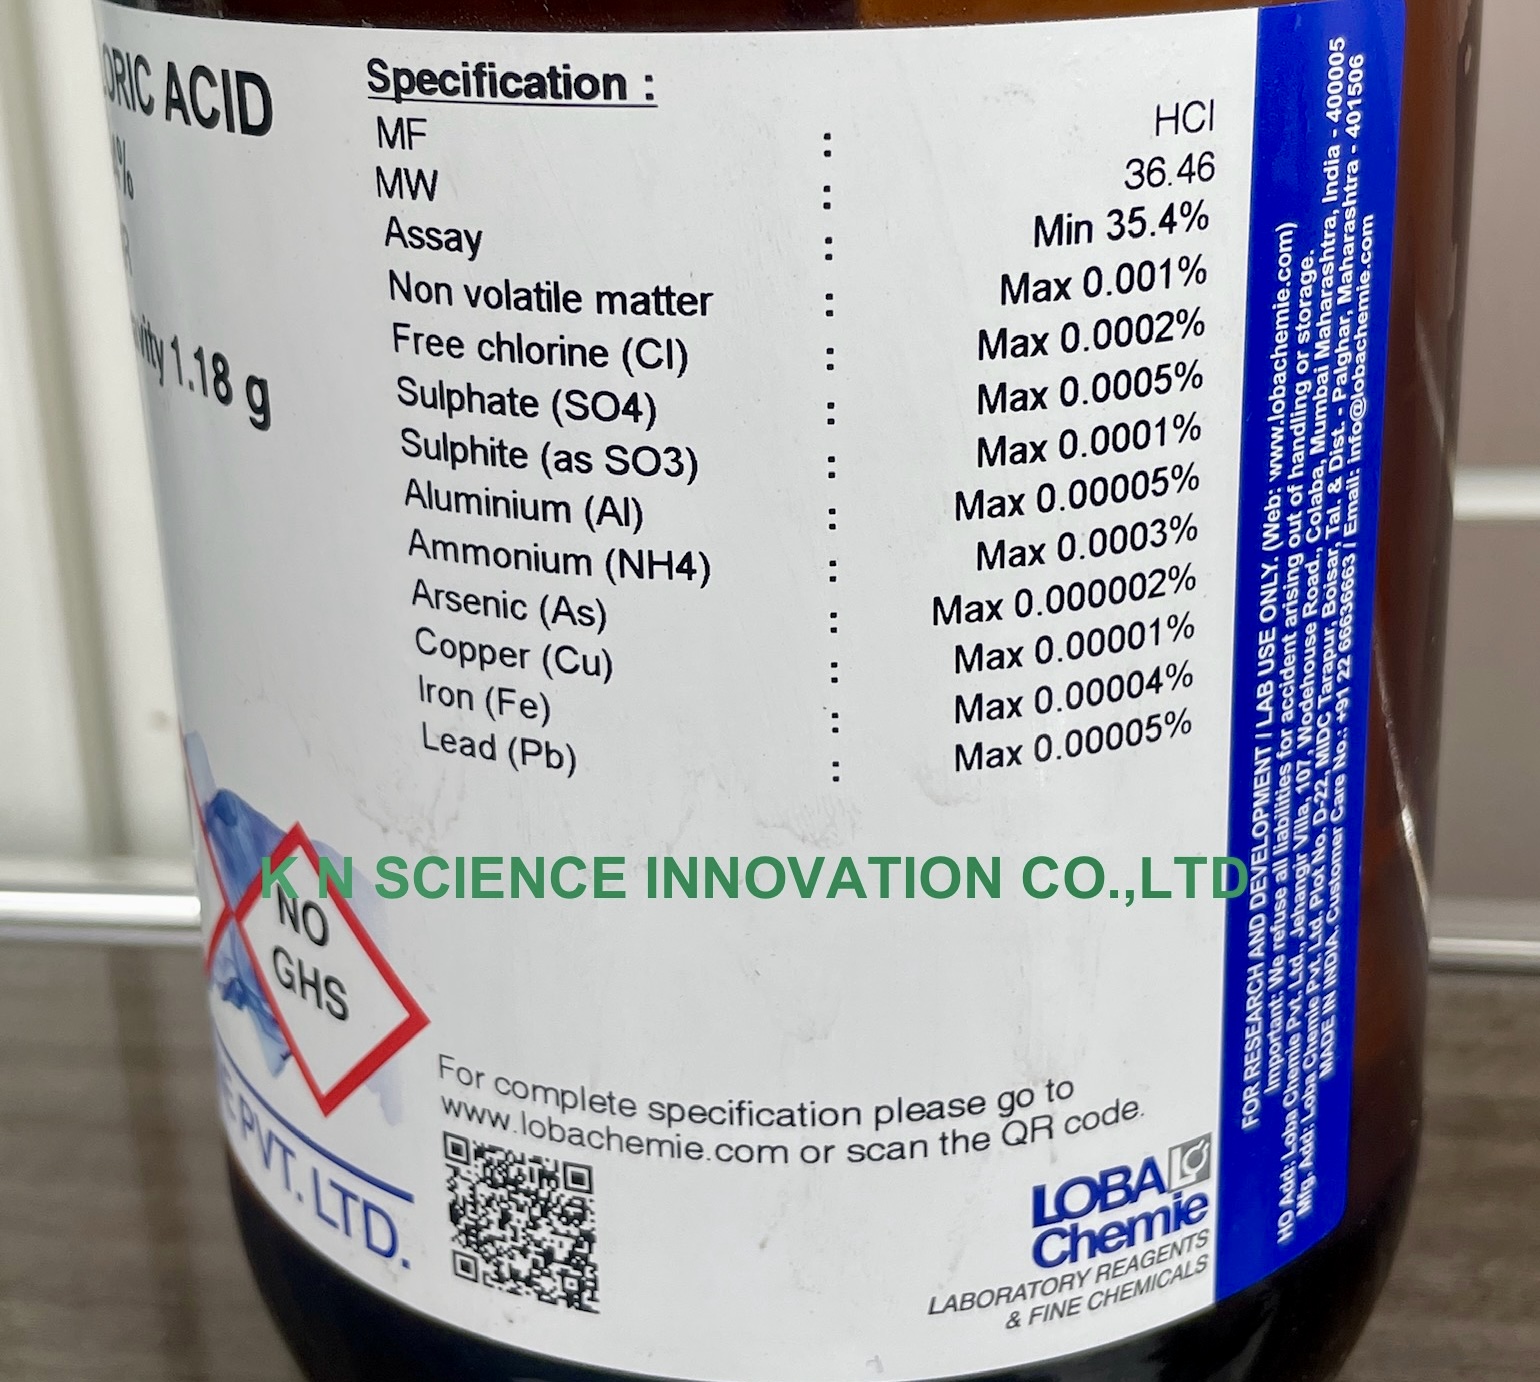 ORIC ACID
4%
R
vity 1.18 g
Specification :
MF : HCl
MW : 36.46
Assay : Min 35.4%
Non volatile matter : Max 0.001%
Free chlorine (Cl) : Max 0.0002%
Sulphate (SO4) : Max 0.0005%
Sulphite (as SO3) : Max 0.0001%
Aluminium (Al) : Max 0.00005%
Ammonium (NH4) : Max 0.0003%
Arsenic (As) : Max 0.000002%
Copper (Cu) : Max 0.00001%
Iron (Fe) : Max 0.00004%
Lead (Pb) : Max 0.00005%
K N SCIENCE INNOVATION CO.,LTD
NO
GHS
E PVT. LTD.
For complete specification please go to
www.lobachemie.com or scan the QR code.
LOBA
Chemie
LABORATORY REAGENTS
& FINE CHEMICALS
FOR RESEARCH AND DEVELOPMENT / LAB USE ONLY. (Web: www.lobachemie.com)
Important: We refuse all liabilities for accident arising out of handling or storage.
HO Add: Loba Chemie Pvt. Ltd., Jehangir Villa, 107, Wodehouse Road., Colaba, Mumbai Maharashtra, India - 400005
Mfg. Add: Loba Chemie Pvt. Ltd. Plot No. D-22, MIDC Tarapur, Boisar, Tal. & Dist. - Palghar, Maharashtra - 401506
MADE IN INDIA. Customer Care No.: +91 22 66636663 / Email: info@lobachemie.com